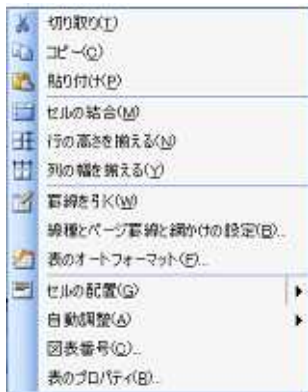 切り取り(T)
コピー(C)
貼り付け(P)
セルの結合(M)
行の高さを揃える(N)
列の幅を揃える(Y)
罫線を引く(W)
線種とページ罫線と網かけの設定(B)...
表のオートフォーマット(F)...
セルの配置(G)
自動調整(A)
図表番号(C)...
表のプロパティ(R)...